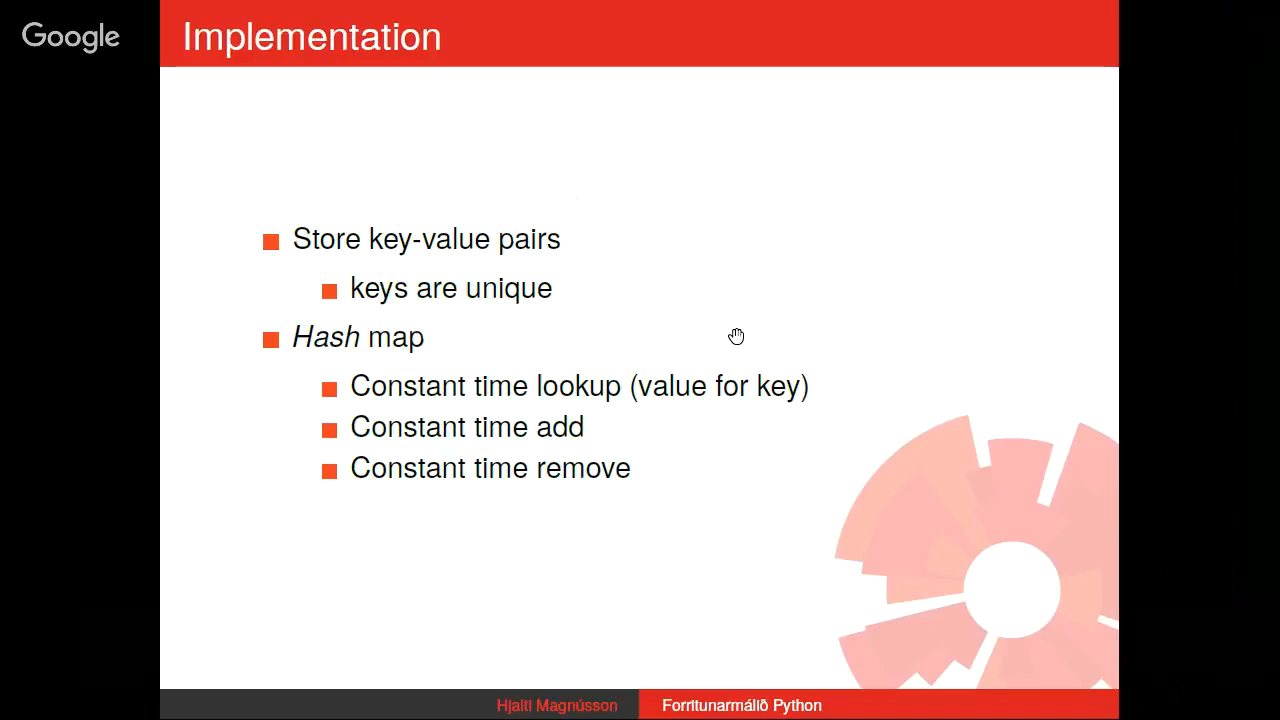 Google
Implementation
Store key-value pairs
keys are unique
Hash map
Constant time lookup (value for key)
Constant time add
Constant time remove
Hjalti Magnússon
Forritunarmálið Python